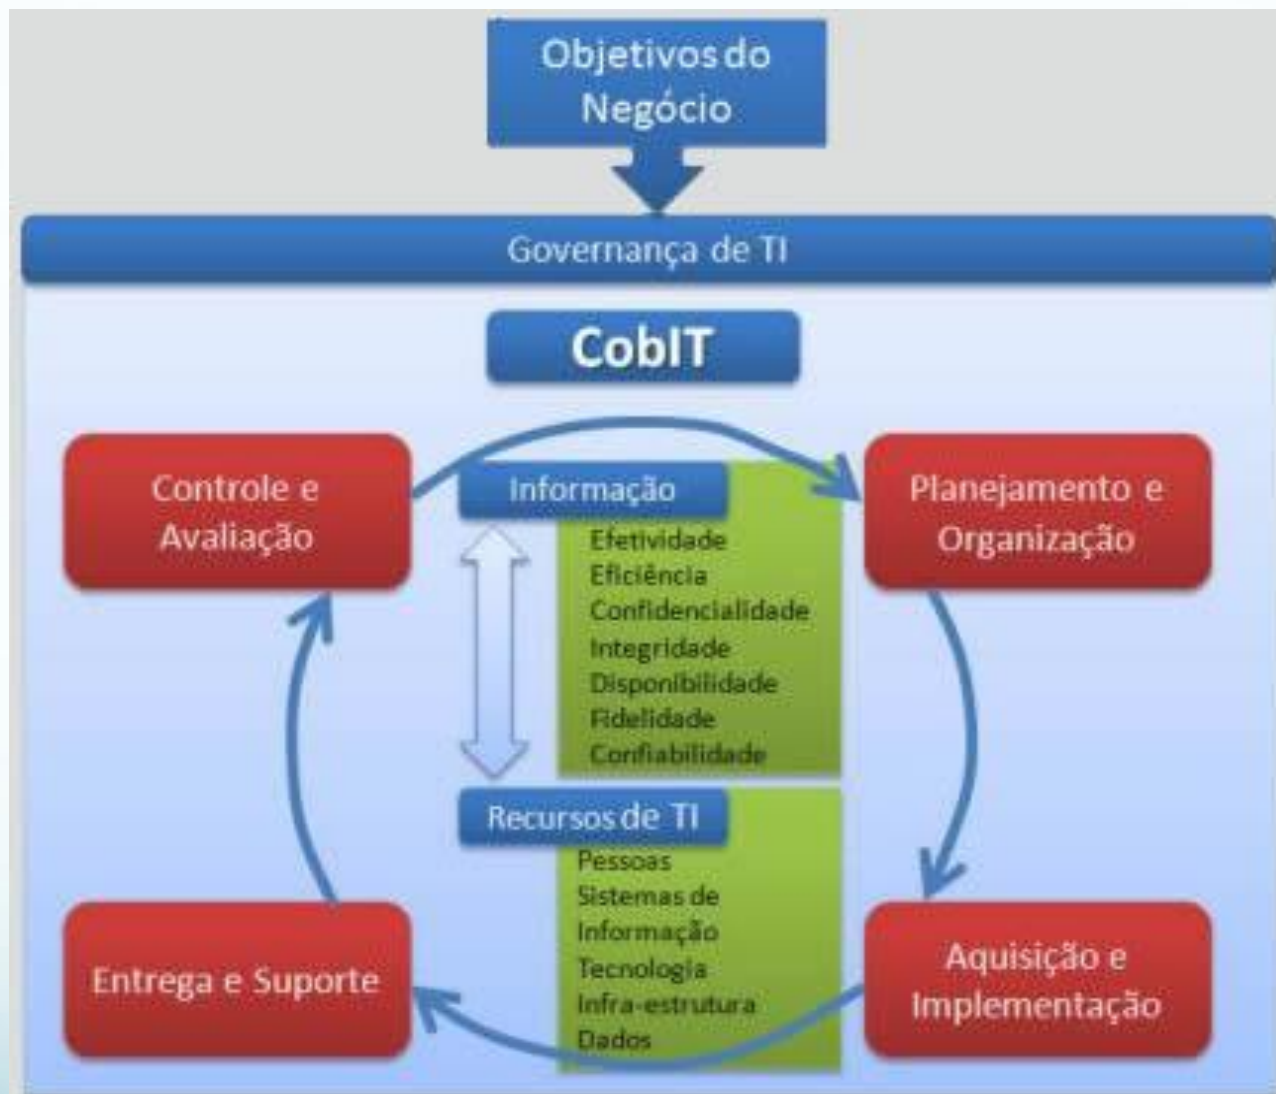 Objetivos do
Negócio
Governança de TI
CobIT
Controle e
Avaliação
Informação
Efetividade
Eficiência
Confidencialidade
Integridade
Disponibilidade
Fidelidade
Confiabilidade
Planejamento e
Organização
Recursos de TI
Pessoas
Sistemas de
Informação
Tecnologia
Infra-estrutura
Dados
Entrega e Suporte
Aquisição e
Implementação